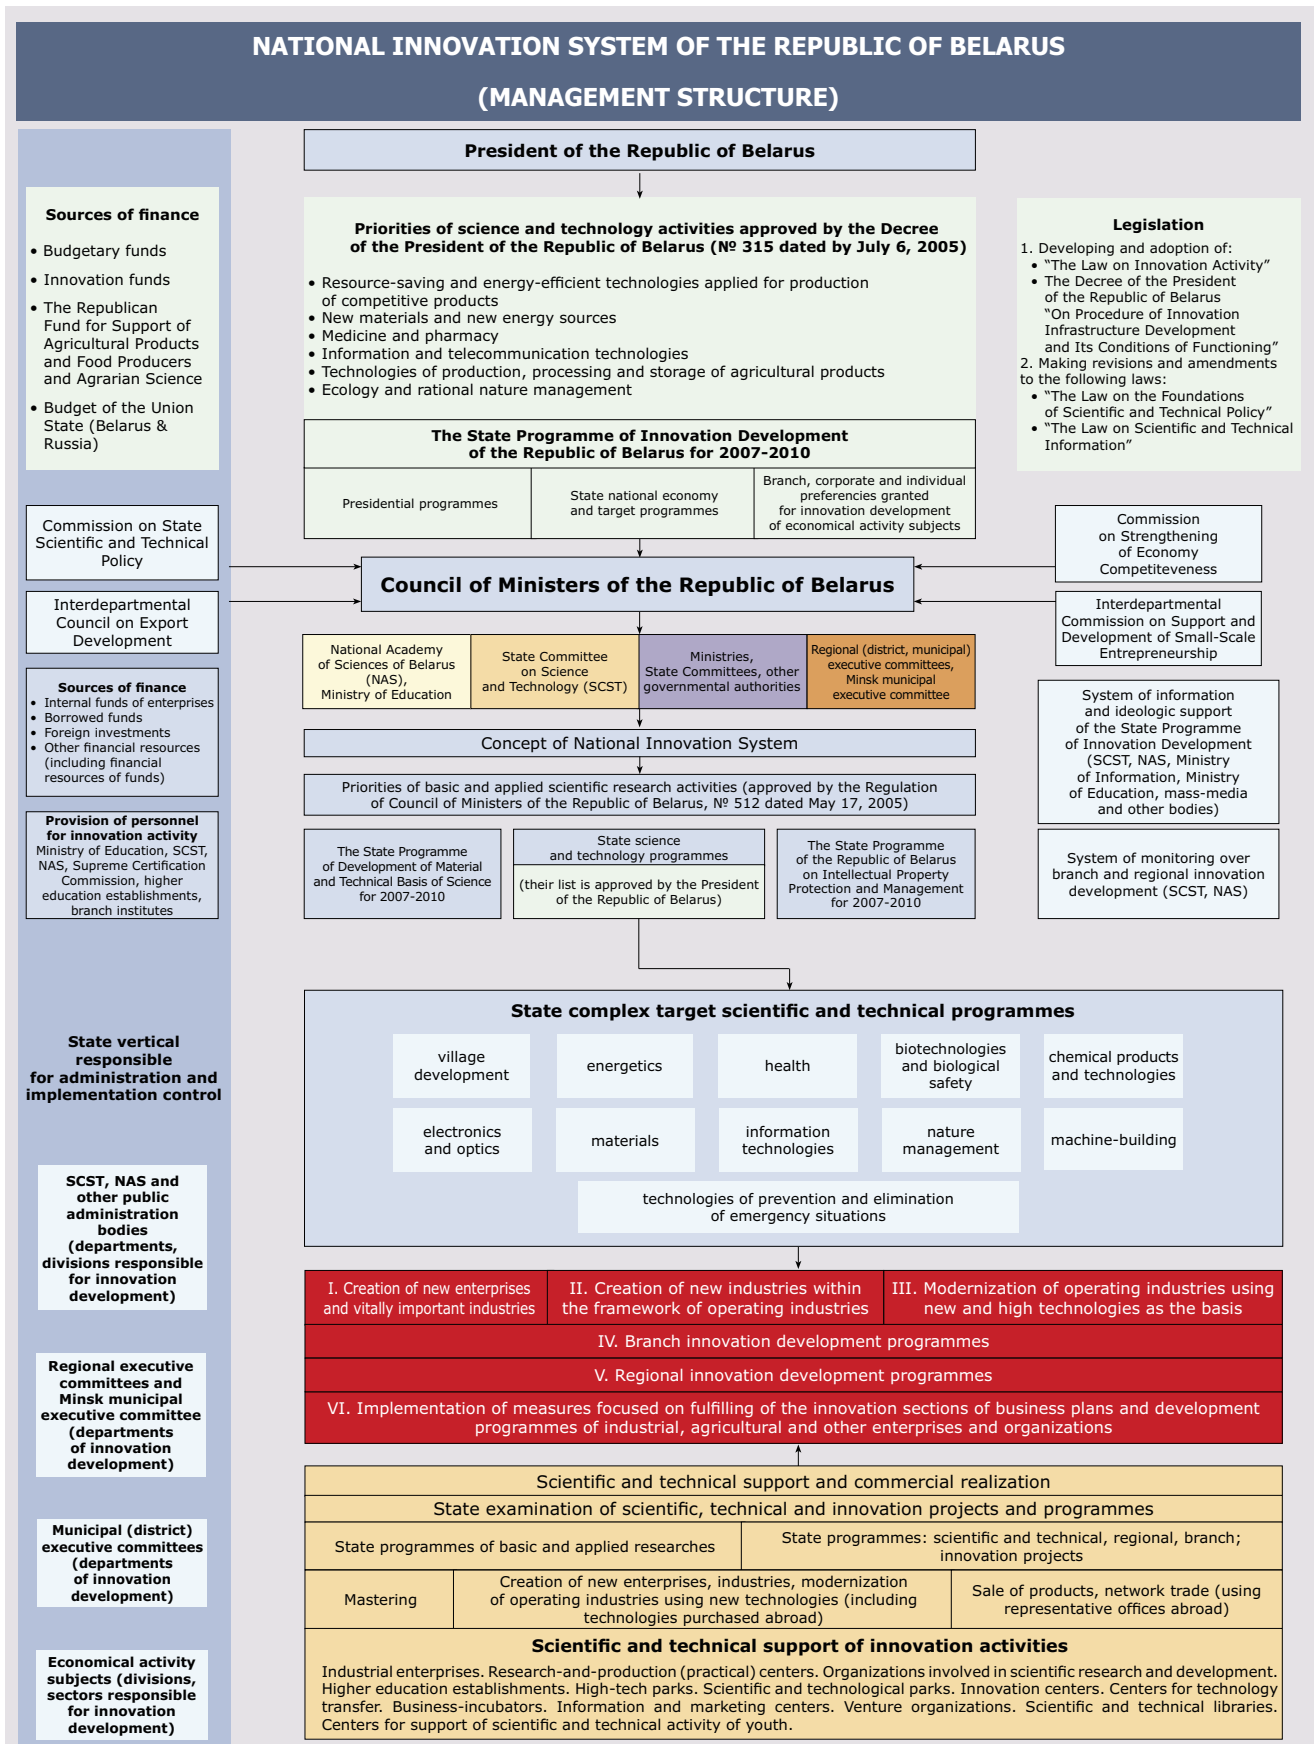 NATIONAL INNOVATION SYSTEM OF THE REPUBLIC OF BELARUS
(MANAGEMENT STRUCTURE)
President of the Republic of Belarus
Sources of finance
• Budgetary funds
• Innovation funds
• The Republican
Fund for Support of
Agricultural Products
and Food Producers
and Agrarian Science
• Budget of the Union
State (Belarus &
Russia)
Priorities of science and technology activities approved by the Decree
of the President of the Republic of Belarus (№ 315 dated by July 6, 2005)
• Resource-saving and energy-efficient technologies applied for production
of competitive products
• New materials and new energy sources
• Medicine and pharmacy
• Information and telecommunication technologies
• Technologies of production, processing and storage of agricultural products
• Ecology and rational nature management
Legislation
1. Developing and adoption of:
• “The Law on Innovation Activity”
• The Decree of the President
of the Republic of Belarus
“On Procedure of Innovation
Infrastructure Development
and Its Conditions of Functioning”
2. Making revisions and amendments
to the following laws:
• “The Law on the Foundations
of Scientific and Technical Policy”
• “The Law on Scientific and Technical
Information”
The State Programme of Innovation Development
of the Republic of Belarus for 2007-2010
Presidential programmes
State national economy
and target programmes
Branch, corporate and individual
preferencies granted
for innovation development
of economical activity subjects
Commission on State
Scientific and Technical
Policy
Interdepartmental
Council on Export
Development
Council of Ministers of the Republic of Belarus
Commission
on Strengthening
of Economy
Competiteveness
Interdepartmental
Commission on Support and
Development of Small-Scale
Entrepreneurship
National Academy
of Sciences of Belarus
(NAS),
Ministry of Education
State Committee
on Science
and Technology (SCST)
Ministries,
State Committees, other
governmental authorities
Regional (district, municipal)
executive committees,
Minsk municipal
executive committee
Sources of finance
• Internal funds of enterprises
• Borrowed funds
• Foreign investments
• Other financial resources
(including financial
resources of funds)
Concept of National Innovation System
Priorities of basic and applied scientific research activities (approved by the Regulation
of Council of Ministers of the Republic of Belarus, № 512 dated May 17, 2005)
System of information
and ideologic support
of the State Programme
of Innovation Development
(SCST, NAS, Ministry
of Information, Ministry
of Education, mass-media
and other bodies)
Provision of personnel
for innovation activity
Ministry of Education, SCST,
NAS, Supreme Certification
Commission, higher
education establishments,
branch institutes
The State Programme
of Development of Material
and Technical Basis of Science
for 2007-2010
State science
and technology programmes
(their list is approved by the President
of the Republic of Belarus)
The State Programme
of the Republic of Belarus
on Intellectual Property
Protection and Management
for 2007-2010
System of monitoring over
branch and regional innovation
development (SCST, NAS)
State vertical
responsible
for administration and
implementation control
State complex target scientific and technical programmes
village
development
energetics
health
biotechnologies
and biological
safety
chemical products
and technologies
electronics
and optics
materials
information
technologies
nature
management
machine-building
technologies of prevention and elimination
of emergency situations
SCST, NAS and
other public
administration
bodies
(departments,
divisions responsible
for innovation
development)
I. Creation of new enterprises
and vitally important industries
II. Creation of new industries within
the framework of operating industries
III. Modernization of operating industries using
new and high technologies as the basis
IV. Branch innovation development programmes
V. Regional innovation development programmes
VI. Implementation of measures focused on fulfilling of the innovation sections of business plans and development
programmes of industrial, agricultural and other enterprises and organizations
Regional executive
committees and
Minsk municipal
executive committee
(departments
of innovation
development)
Scientific and technical support and commercial realization
State examination of scientific, technical and innovation projects and programmes
State programmes of basic and applied researches
State programmes: scientific and technical, regional, branch;
innovation projects
Municipal (district)
executive committees
(departments
of innovation
development)
Mastering
Creation of new enterprises, industries, modernization
of operating industries using new technologies (including
technologies purchased abroad)
Sale of products, network trade (using
representative offices abroad)
Economical activity
subjects (divisions,
sectors responsible
for innovation
development)
Scientific and technical support of innovation activities
Industrial enterprises. Research-and-production (practical) centers. Organizations involved in scientific research and development.
Higher education establishments. High-tech parks. Scientific and technological parks. Innovation centers. Centers for technology
transfer. Business-incubators. Information and marketing centers. Venture organizations. Scientific and technical libraries.
Centers for support of scientific and technical activity of youth.